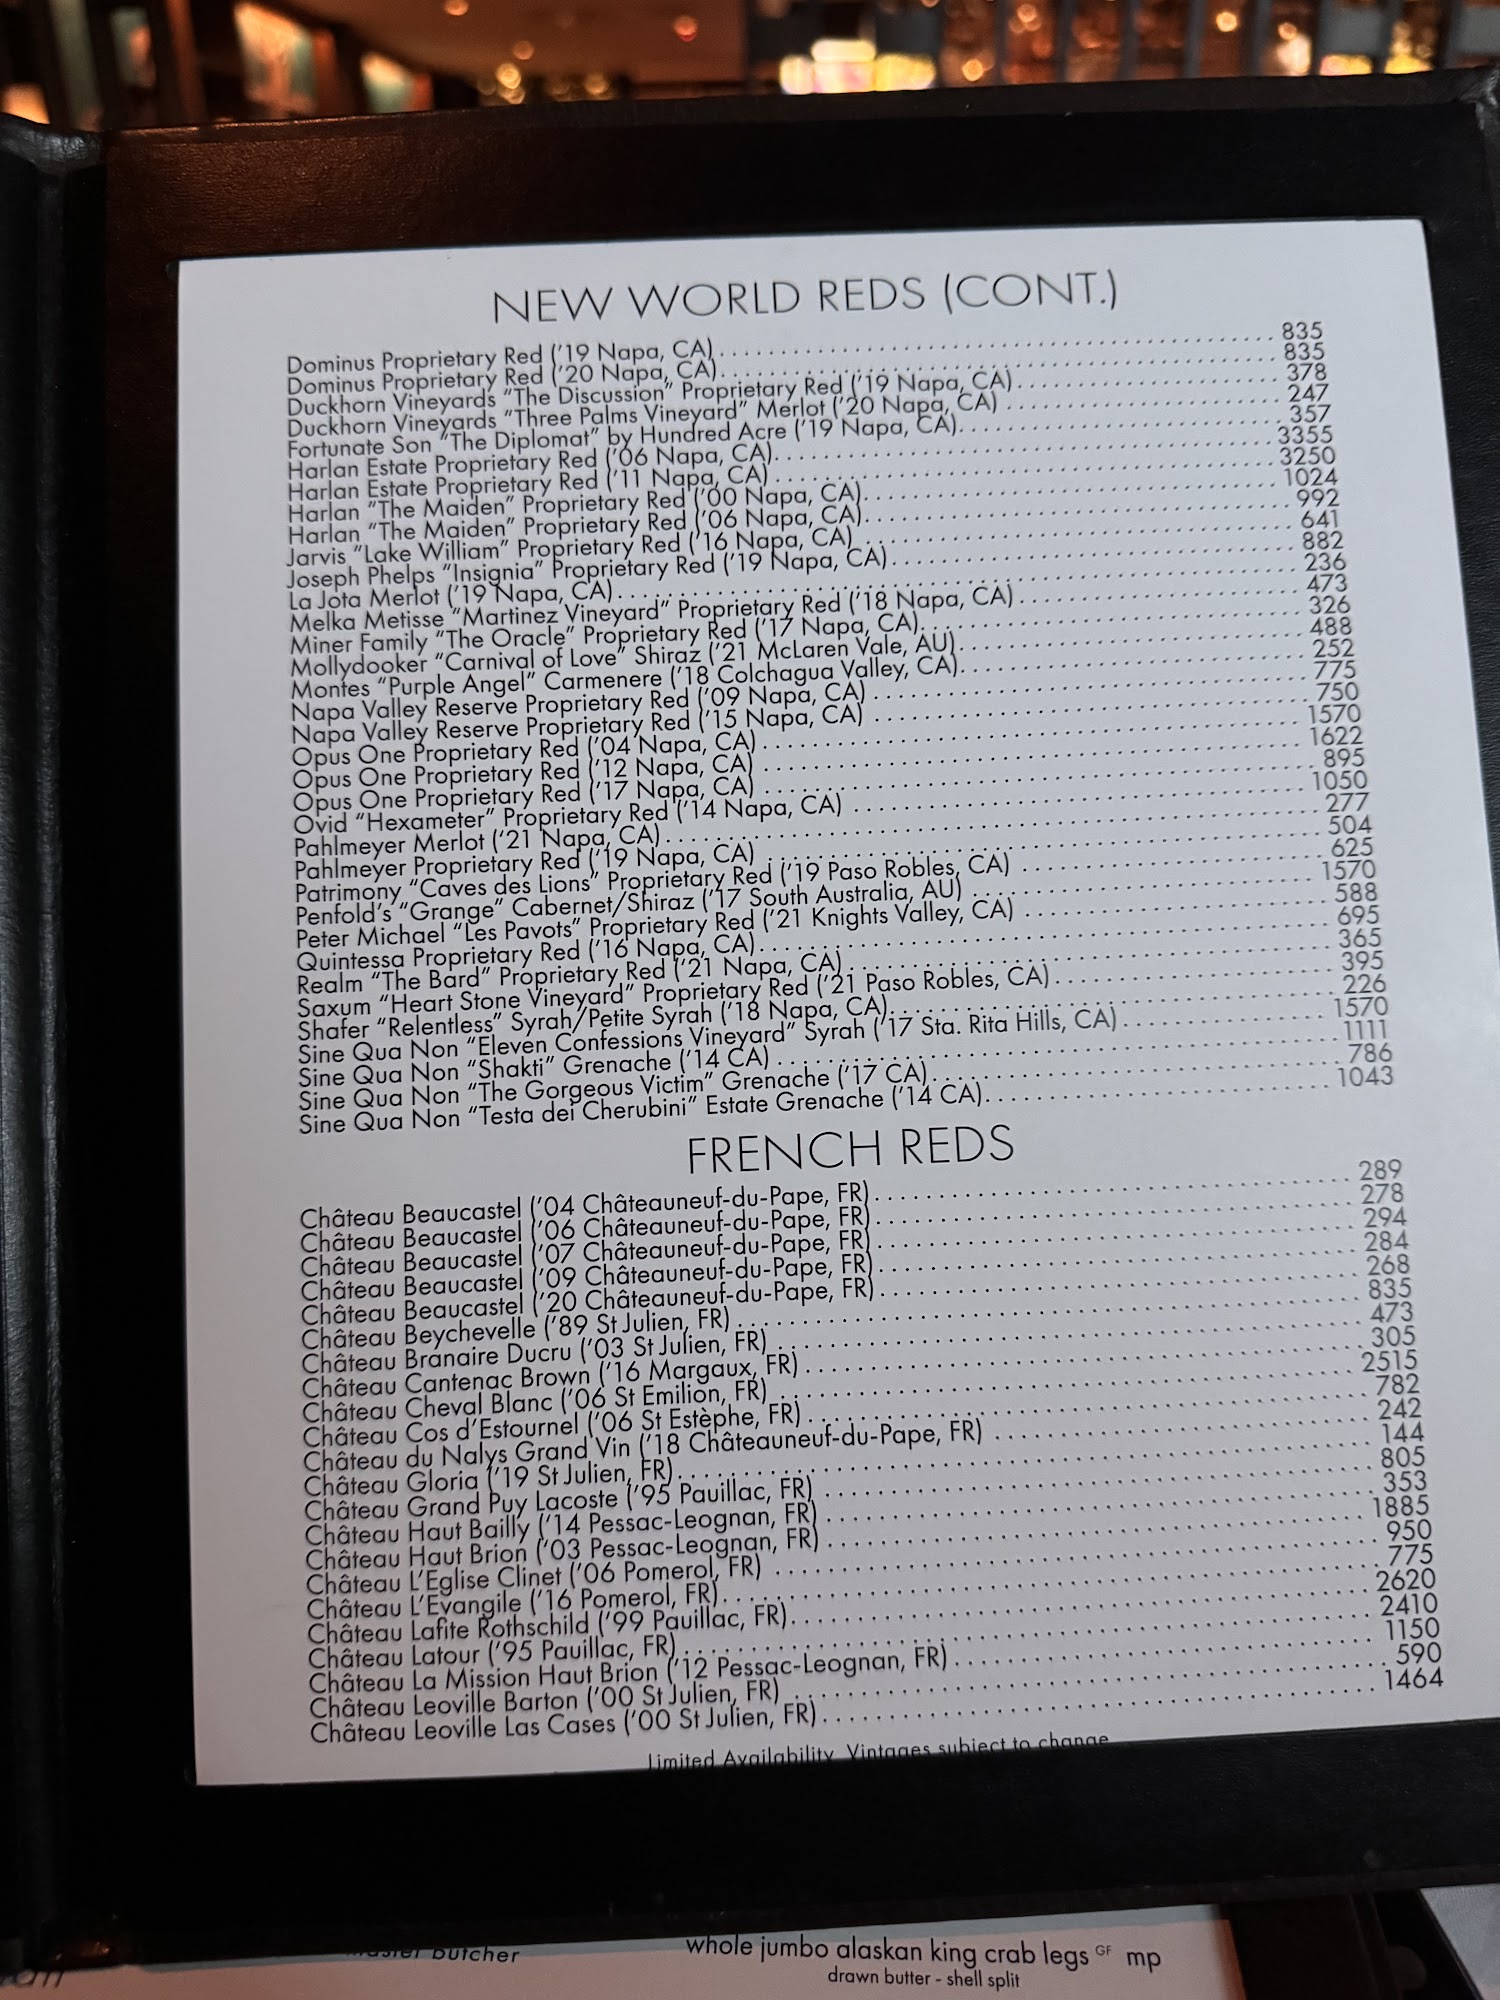 NEW WORLD REDS (CONT.)
Dominus Proprietary Red ('19 Napa, CA) 835
Dominus Proprietary Red ('20 Napa, CA) 835
Duckhorn Vineyards "The Discussion" Proprietary Red ('19 Napa, CA) 378
Duckhorn Vineyards "Three Palms Vineyard" Merlot ('20 Napa, CA) 247
Fortunate Son "The Diplomat" by Hundred Acre ('19 Napa, CA) 357
Harlan Estate Proprietary Red ('06 Napa, CA) 3355
Harlan Estate Proprietary Red ('11 Napa, CA) 3250
Harlan "The Maiden" Proprietary Red ('00 Napa, CA) 1024
Harlan "The Maiden" Proprietary Red ('06 Napa, CA) 992
Jarvis "Lake William" Proprietary Red ('16 Napa, CA) 641
Joseph Phelps "Insignia" Proprietary Red ('19 Napa, CA) 882
La Jota Merlot ('19 Napa, CA) 236
Melka Metisse "Martinez Vineyard" Proprietary Red ('18 Napa, CA) 473
Miner Family "The Oracle" Proprietary Red ('17 Napa, CA) 326
Mollydooker "Carnival of Love" Shiraz ('21 McLaren Vale, AU) 488
Montes "Purple Angel" Carmenere ('18 Colchagua Valley, CA) 252
Napa Valley Reserve Proprietary Red ('09 Napa, CA) 775
Napa Valley Reserve Proprietary Red ('15 Napa, CA) 750
Opus One Proprietary Red ('04 Napa, CA) 1570
Opus One Proprietary Red ('12 Napa, CA) 1622
Opus One Proprietary Red ('17 Napa, CA) 895
Ovid "Hexameter" Proprietary Red ('14 Napa, CA) 1050
Pahlmeyer Merlot ('21 Napa, CA) 277
Pahlmeyer Proprietary Red ('19 Napa, CA) 504
Patrimony "Caves des Lions" Proprietary Red ('19 Paso Robles, CA) 625
Penfold's "Grange" Cabernet/Shiraz ('17 South Australia, AU) 1570
Peter Michael "Les Pavots" Proprietary Red ('21 Knights Valley, CA) 588
Quintessa Proprietary Red ('16 Napa, CA) 695
Realm "The Bard" Proprietary Red ('21 Napa, CA) 365
Saxum "Heart Stone Vineyard" Proprietary Red ('21 Paso Robles, CA) 395
Shafer "Relentless" Syrah/Petite Syrah ('18 Napa, CA) 226
Sine Qua Non "Eleven Confessions Vineyard" Syrah ('17 Sta. Rita Hills, CA) 1570
Sine Qua Non "Shakti" Grenache ('14 CA) 1111
Sine Qua Non "The Gorgeous Victim" Grenache ('17 CA) 786
Sine Qua Non "Testa dei Cherubini" Estate Grenache ('14 CA) 1043
FRENCH REDS
Château Beaucastel ('04 Châteauneuf-du-Pape, FR) 289
Château Beaucastel ('06 Châteauneuf-du-Pape, FR) 278
Château Beaucastel ('07 Châteauneuf-du-Pape, FR) 294
Château Beaucastel ('09 Châteauneuf-du-Pape, FR) 284
Château Beaucastel ('20 Châteauneuf-du-Pape, FR) 268
Château Beychevelle ('89 St Julien, FR) 835
Château Branaire Ducru ('03 St Julien, FR) 473
Château Cantenac Brown ('16 Margaux, FR) 305
Château Cheval Blanc ('06 St Emilion, FR) 2515
Château Cos d'Estournel ('06 St Estèphe, FR) 782
Château du Nalys Grand Vin ('18 Châteauneuf-du-Pape, FR) 242
Château Gloria ('19 St Julien, FR) 144
Château Grand Puy Lacoste ('95 Pauillac, FR) 805
Château Haut Bailly ('14 Pessac-Leognan, FR) 353
Château Haut Brion ('03 Pessac-Leognan, FR) 1885
Château L'Eglise Clinet ('06 Pomerol, FR) 950
Château L'Evangile ('16 Pomerol, FR) 775
Château Lafite Rothschild ('99 Pauillac, FR) 2620
Château Latour ('95 Pauillac, FR) 2410
Château La Mission Haut Brion ('12 Pessac-Leognan, FR) 1150
Château Leoville Barton ('00 St Julien, FR) 590
Château Leoville Las Cases ('00 St Julien, FR) 1464
Limited Availability. Vintages subject to change
butcher
whole jumbo alaskan king crab legs GF mp
drawn butter - shell split